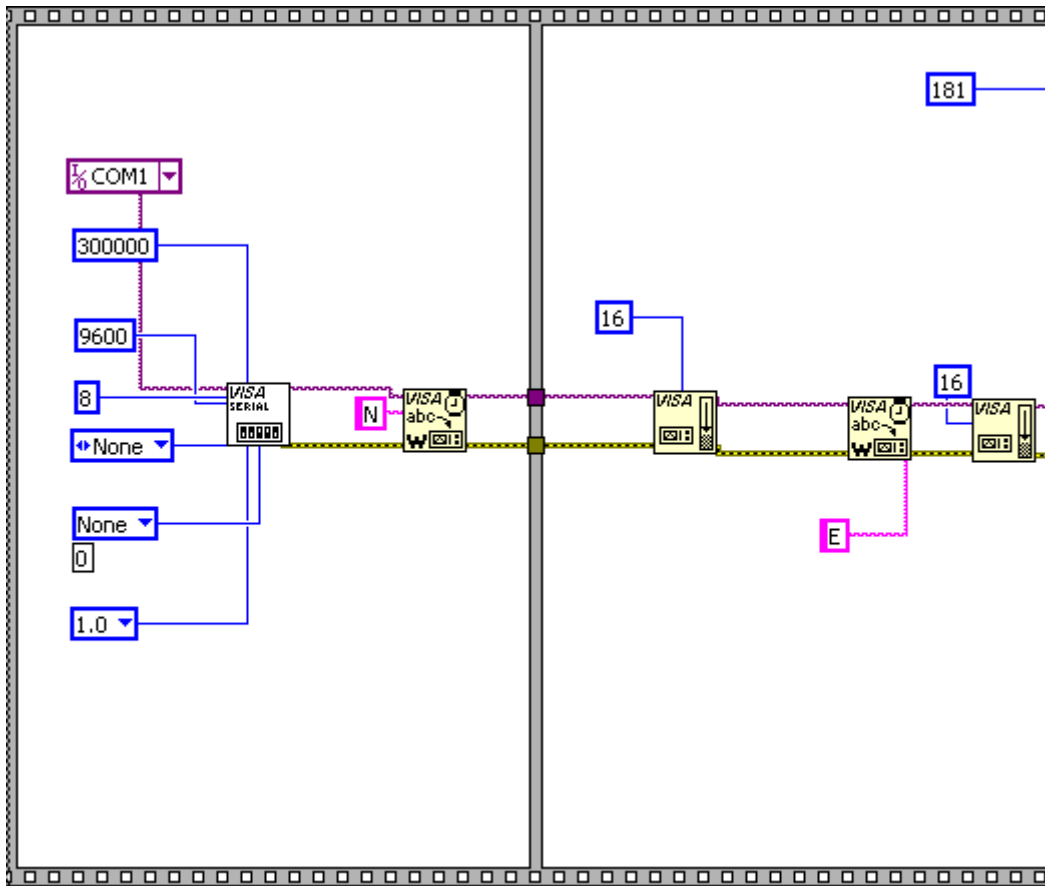 181
COM1
300000
16
9600
16
8
VISA
SERIAL
N
VISA
abc
W
VISA
VISA
abc
W
VISA
None
None
E
0
1.0